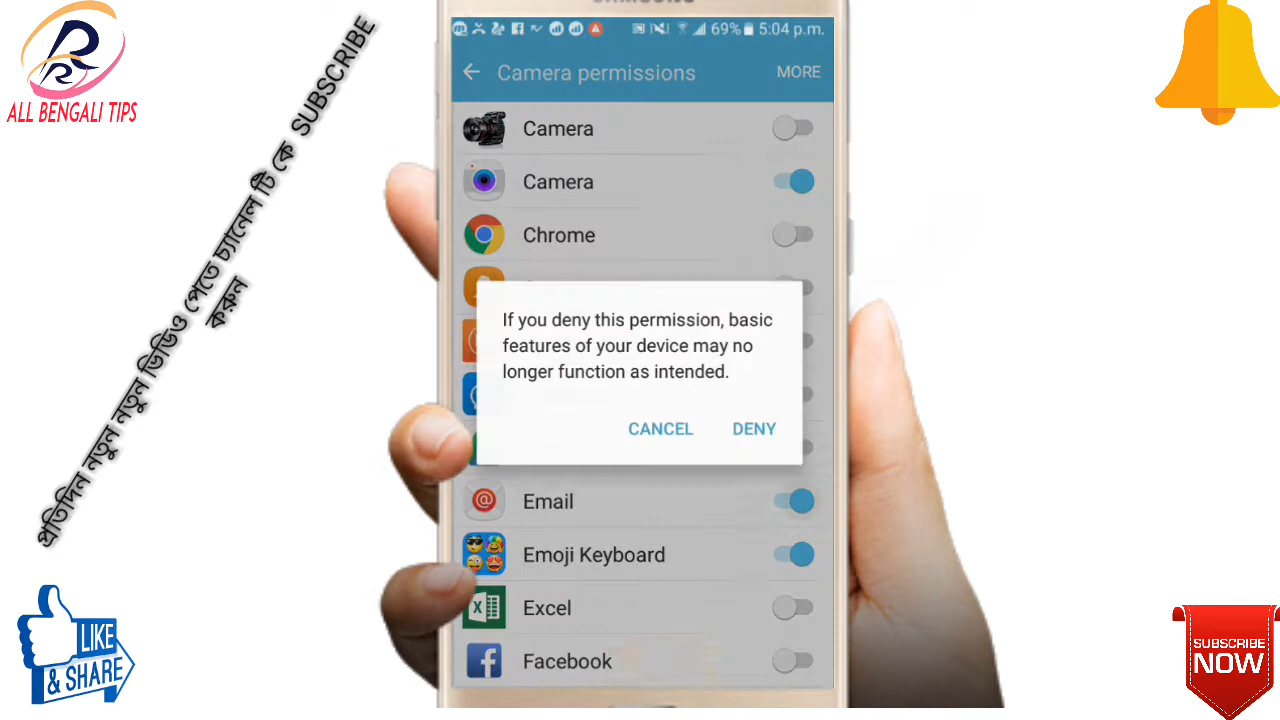 SAMSUNG
69% 5:04 p.m.
Camera permissions
MORE
Camera
Camera
Chrome
If you deny this permission, basic
features of your device may no
longer function as intended.
CANCEL
DENY
Email
Emoji Keyboard
Excel
Facebook
ALL BENGALI TIPS
প্রতিদিন নতুন নতুন ভিডিও পেতে চ্যানেল টি কে SUBSCRIBE
করুন
LIKE
& SHARE
SUBSCRIBE
NOW